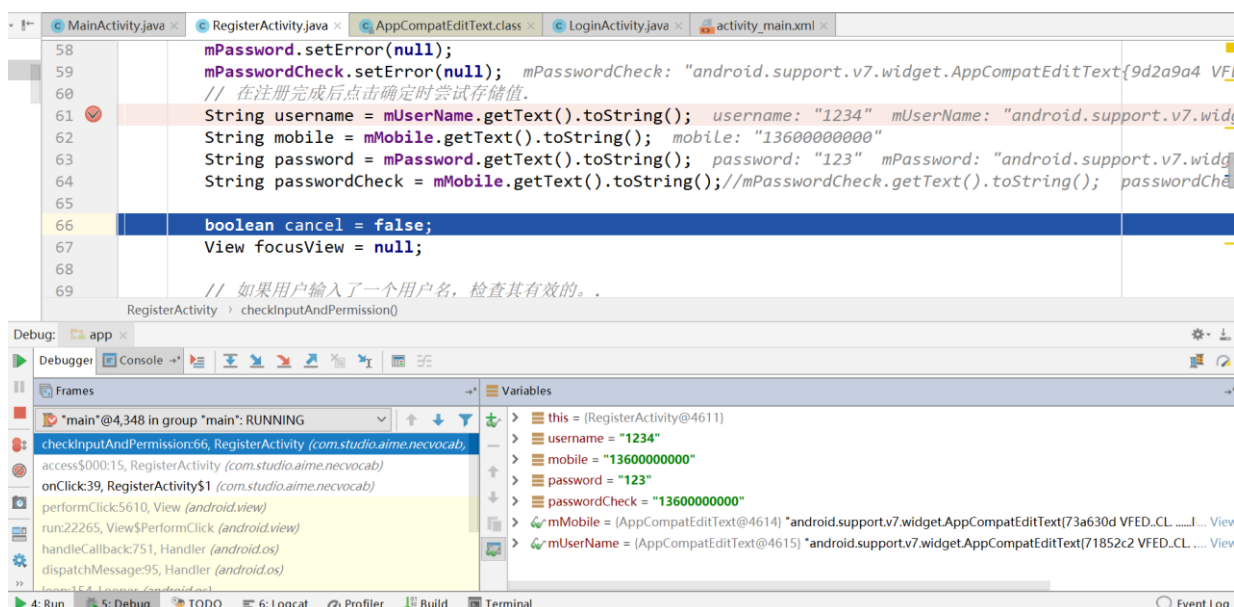 MainActivity.java × RegisterActivity.java × AppCompatEditText.class × LoginActivity.java × activity_main.xml ×
58 mPassword.setError(null);
59 mPasswordCheck.setError(null); mPasswordCheck: "android.support.v7.widget.AppCompatEditText{9d2a9a4 VFE
60 // 在注册完成后点击确定时尝试存储值.
61 String username = mUserName.getText().toString(); username: "1234" mUserName: "android.support.v7.widg
62 String mobile = mMobile.getText().toString(); mobile: "13600000000"
63 String password = mPassword.getText().toString(); password: "123" mPassword: "android.support.v7.widg
64 String passwordCheck = mMobile.getText().toString();//mPasswordCheck.getText().toString(); passwordChe
65
66 boolean cancel = false;
67 View focusView = null;
68
69 // 如果用户输入了一个用户名，检查其有效的。.
RegisterActivity › checkInputAndPermission()
Debug: app ×
Debugger Console
Frames Variables
"main"@4,348 in group "main": RUNNING
checkInputAndPermission:66, RegisterActivity (com.studio.aime.necvocab)
access$000:15, RegisterActivity (com.studio.aime.necvocab)
onClick:39, RegisterActivity$1 (com.studio.aime.necvocab)
performClick:5610, View (android.view)
run:22265, View$PerformClick (android.view)
handleCallback:751, Handler (android.os)
dispatchMessage:95, Handler (android.os)
loop:154, Looper (android.os)
this = {RegisterActivity@4611}
username = "1234"
mobile = "13600000000"
password = "123"
passwordCheck = "13600000000"
mMobile = {AppCompatEditText@4614} "android.support.v7.widget.AppCompatEditText{73a630d VFED..CL. ......I... View
mUserName = {AppCompatEditText@4615} "android.support.v7.widget.AppCompatEditText{71852c2 VFED..CL. .... View
4: Run 5: Debug TODO 6: Logcat Profiler Build Terminal Event Log